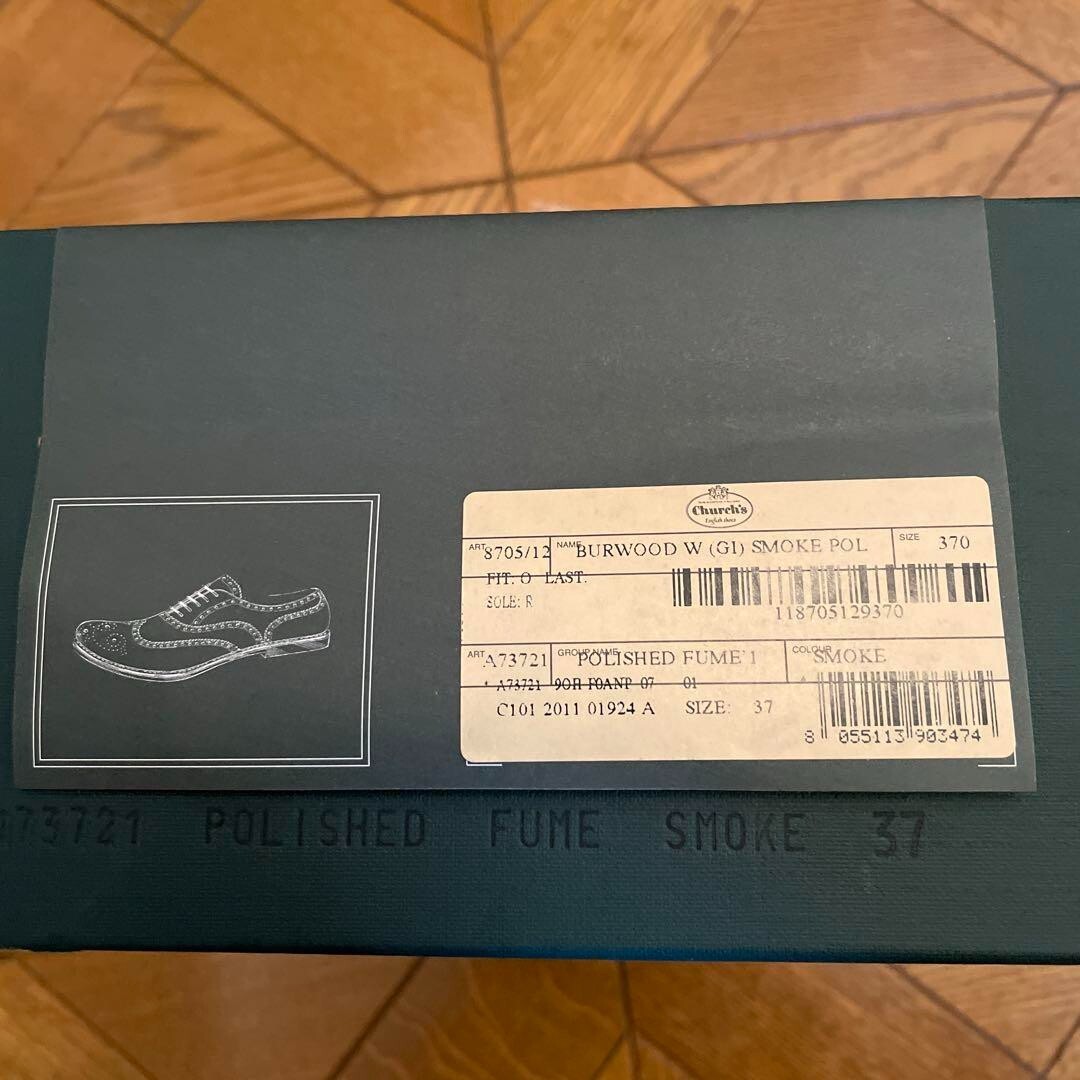 Church's
English shoes
ART 8705/12 NAME BURWOOD W (GI) SMOKE POL SIZE 370
FIT: O LAST:
SOLE: R
118705129370
ART A73721 GROUP NAME POLISHED FUME'1 COLOUR SMOKE
* A73721 9OH F0ANP 07 01
C101 2011 01924 A SIZE: 37
8 055113 903474
A73721 POLISHED FUME SMOKE 37